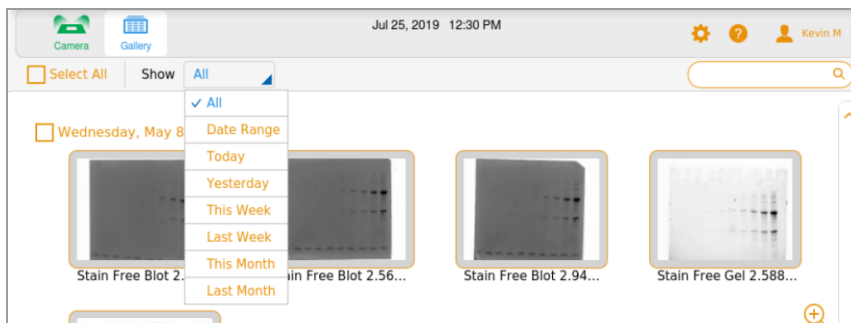 Jul 25, 2019 12:30 PM
Camera
Gallery
Kevin M
Select All
Show
All
All
Date Range
Today
Yesterday
This Week
Last Week
This Month
Last Month
Wednesday, May 8
Stain Free Blot 2.
in Free Blot 2.56...
Stain Free Blot 2.94...
Stain Free Gel 2.588...